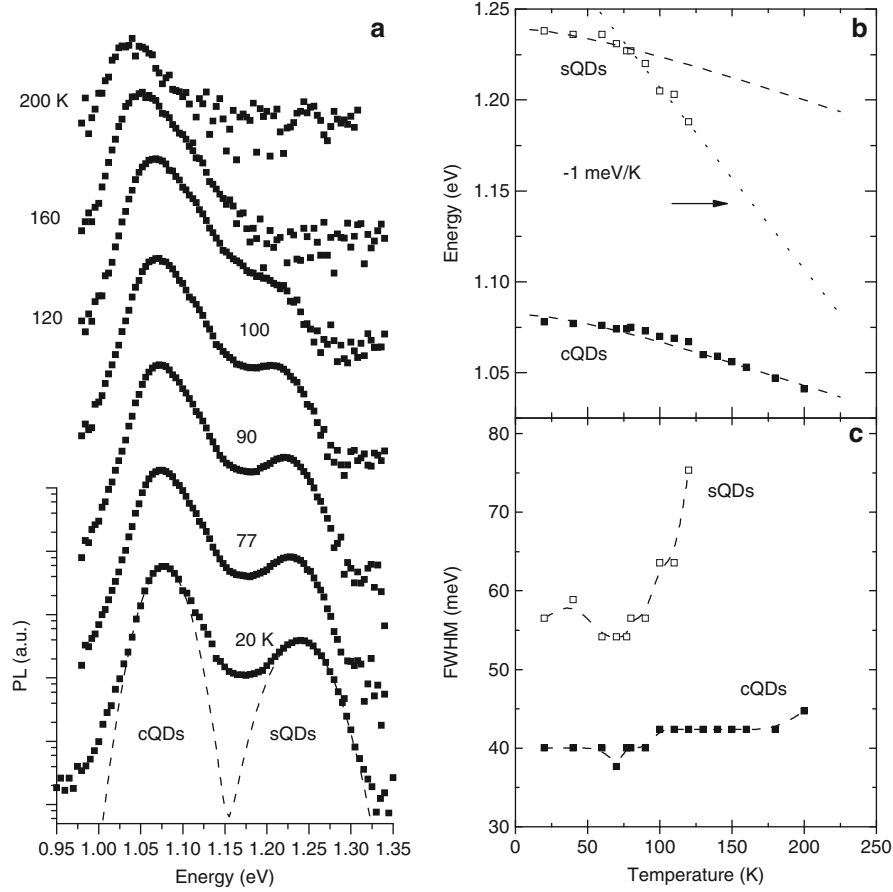 a
200 K
160
120
100
90
77
20 K
cQDs
sQDs
PL (a.u.)
0.95 1.00 1.05 1.10 1.15 1.20 1.25 1.30 1.35
Energy (eV)
b
1.25
1.20
1.15
1.10
1.05
Energy (eV)
sQDs
-1 meV/K
cQDs
c
80
70
60
50
40
30
FWHM (meV)
sQDs
cQDs
0 50 100 150 200 250
Temperature (K)